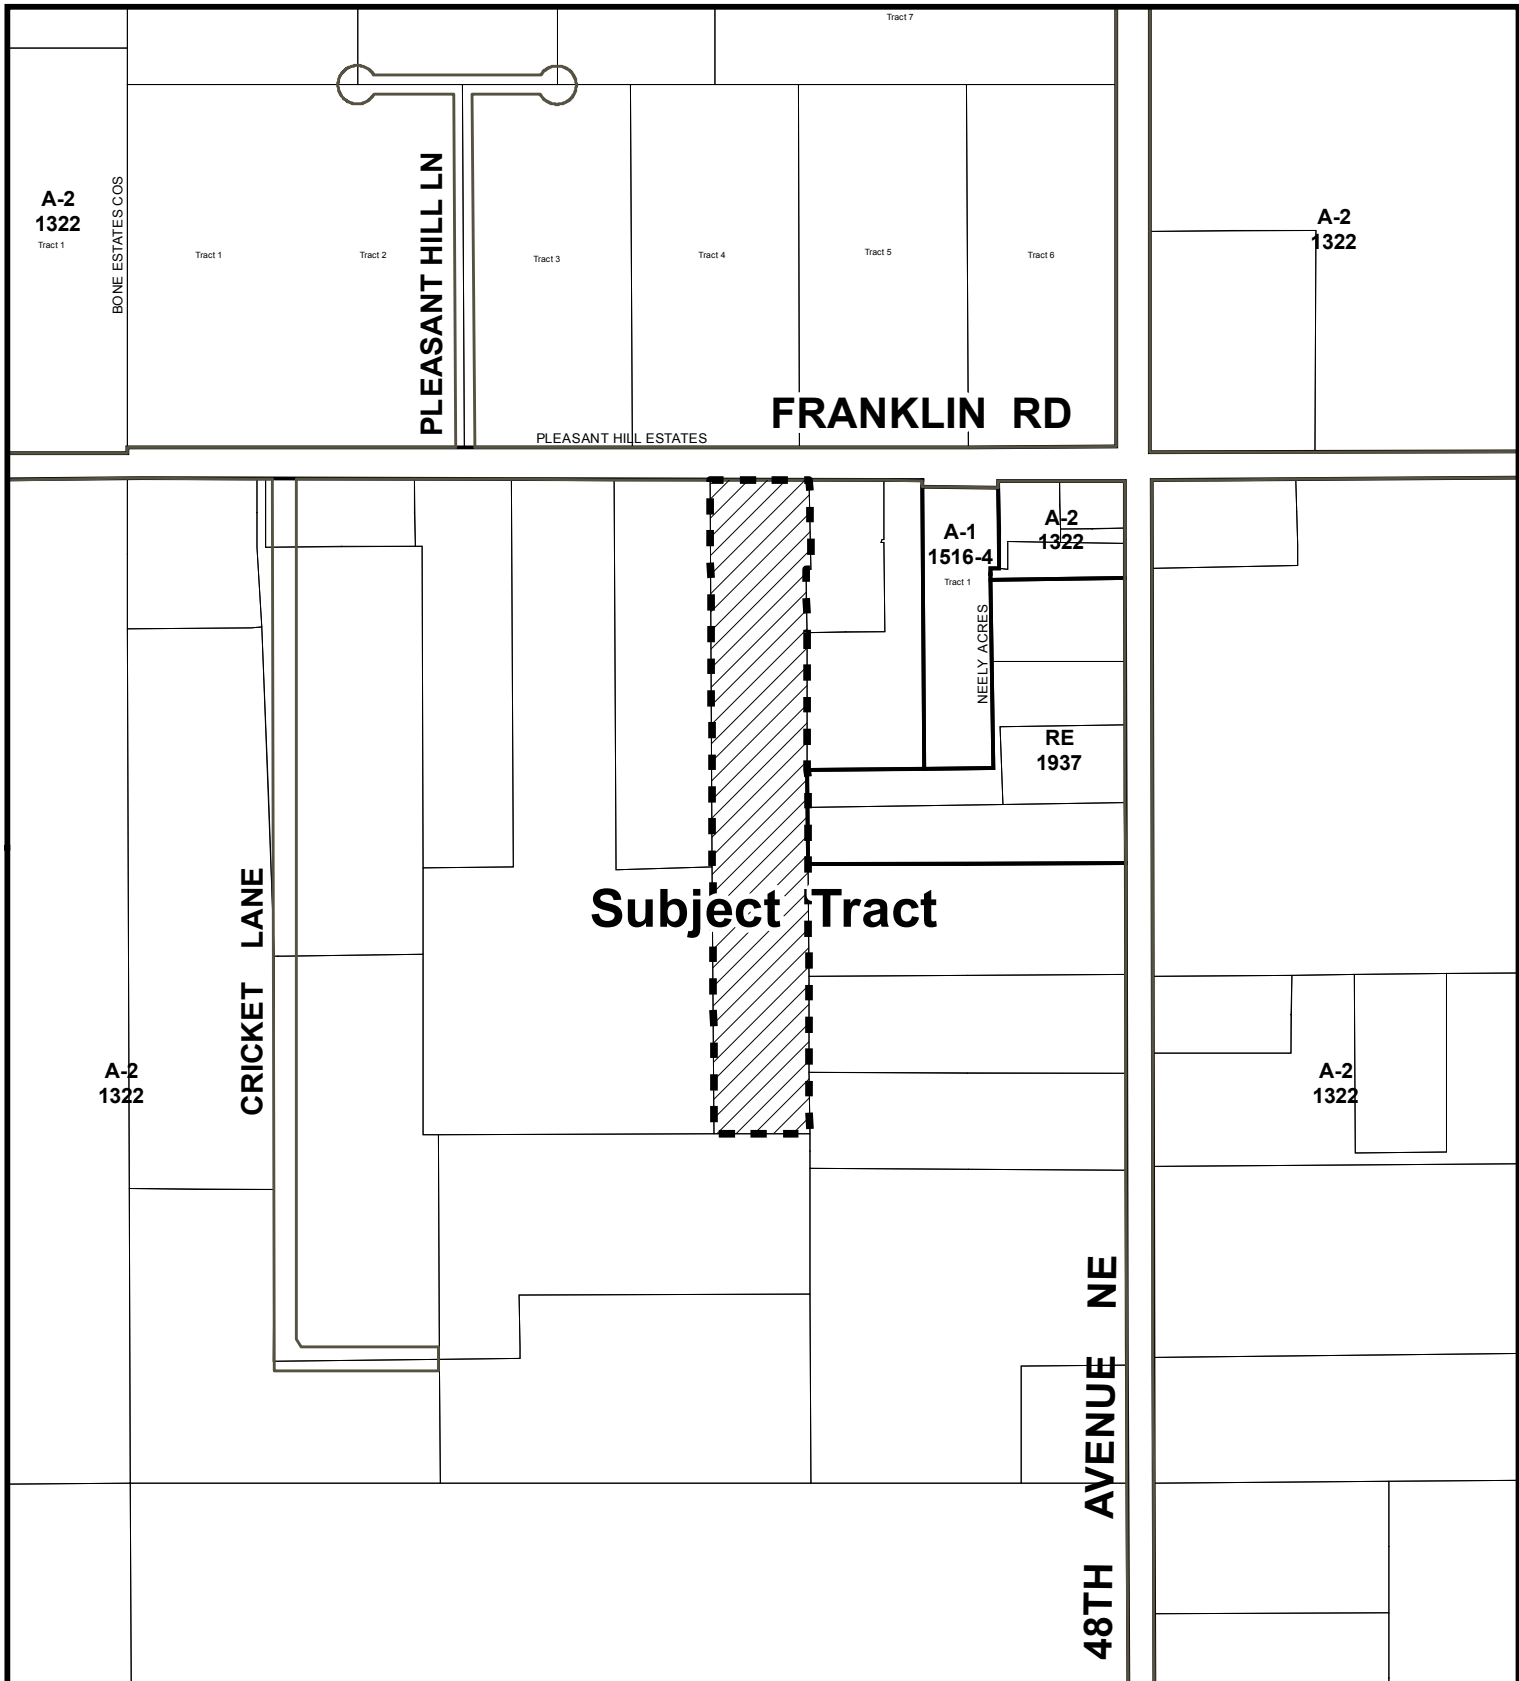 Tract 7
A-2
1322
Tract 1
BONE ESTATES COS
Tract 1
Tract 2
PLEASANT HILL LN
Tract 3
Tract 4
Tract 5
Tract 6
A-2
1322
FRANKLIN RD
PLEASANT HILL ESTATES
A-1
1516-4
Tract 1
A-2
1322
NEELY ACRES
RE
1937
Subject Tract
CRICKET LANE
A-2
1322
A-2
1322
48TH AVENUE NE